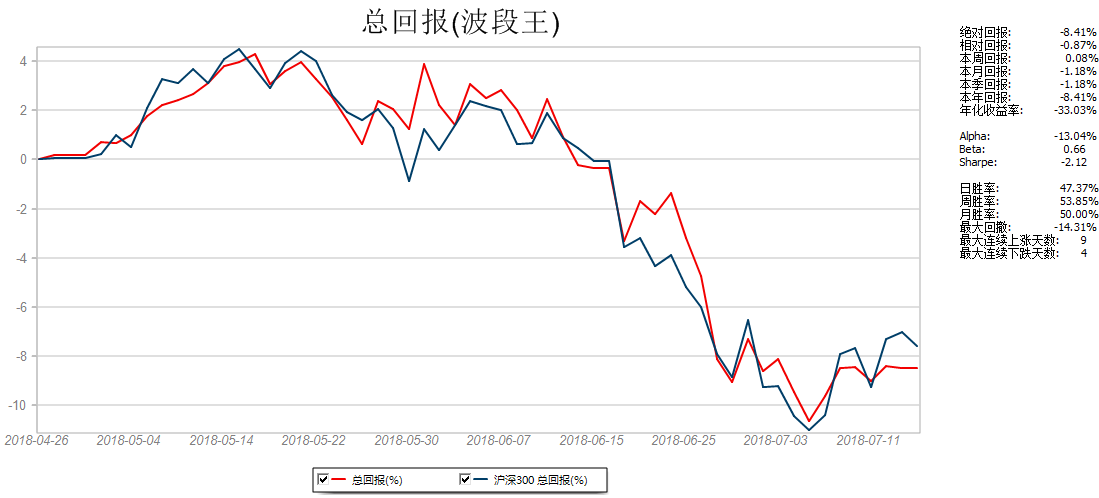 总回报(波段王)
4
2
0
-2
-4
-6
-8
-10
2018-04-26 2018-05-04 2018-05-14 2018-05-22 2018-05-30 2018-06-07 2018-06-15 2018-06-25 2018-07-03 2018-07-11
总回报(%) 沪深300 总回报(%)
绝对回报: -8.41%
相对回报: -0.87%
本周回报: 0.08%
本月回报: -1.18%
本季回报: -1.18%
本年回报: -8.41%
年化收益率: -33.03%
Alpha: -13.04%
Beta: 0.66
Sharpe: -2.12
日胜率: 47.37%
周胜率: 53.85%
月胜率: 50.00%
最大回撤: -14.31%
最大连续上涨天数: 9
最大连续下跌天数: 4